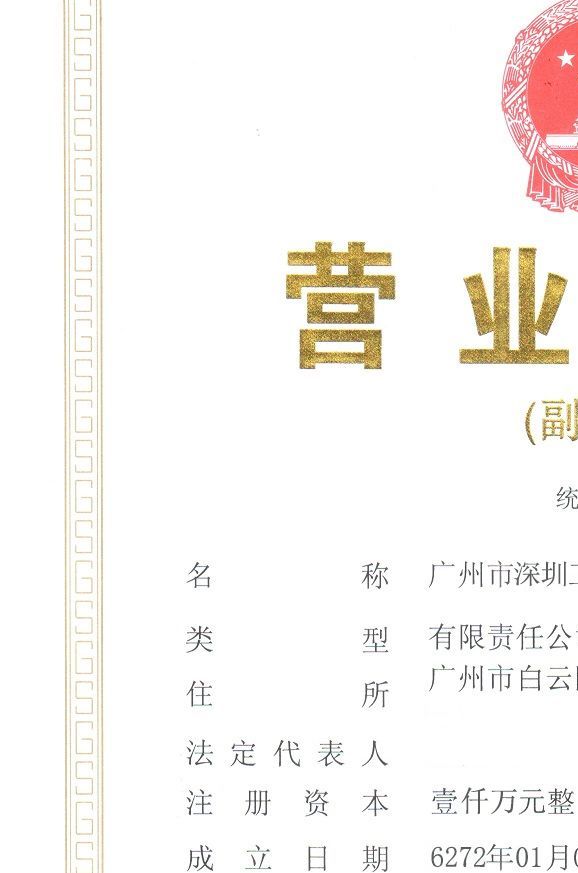 营 业
(副
统
名 称 广州市深圳
类 型 有限责任公
住 所 广州市白云
法定代表人
注册资本 壹仟万元整
成立日期 6272年01月